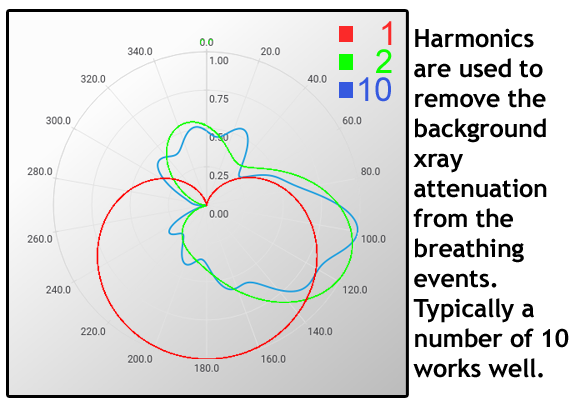 0.0
1
340.0
20.0
1.00
2
320.0
40.0
10
0.75
300.0
60.0
0.50
280.0
0.25
80.0
0.00
260.0
100.0
240.0
120.0
220.0
140.0
200.0
180.0
160.0
Harmonics
are used to
remove the
background
xray
attenuation
from the
breathing
events.
Typically a
number of 10
works well.